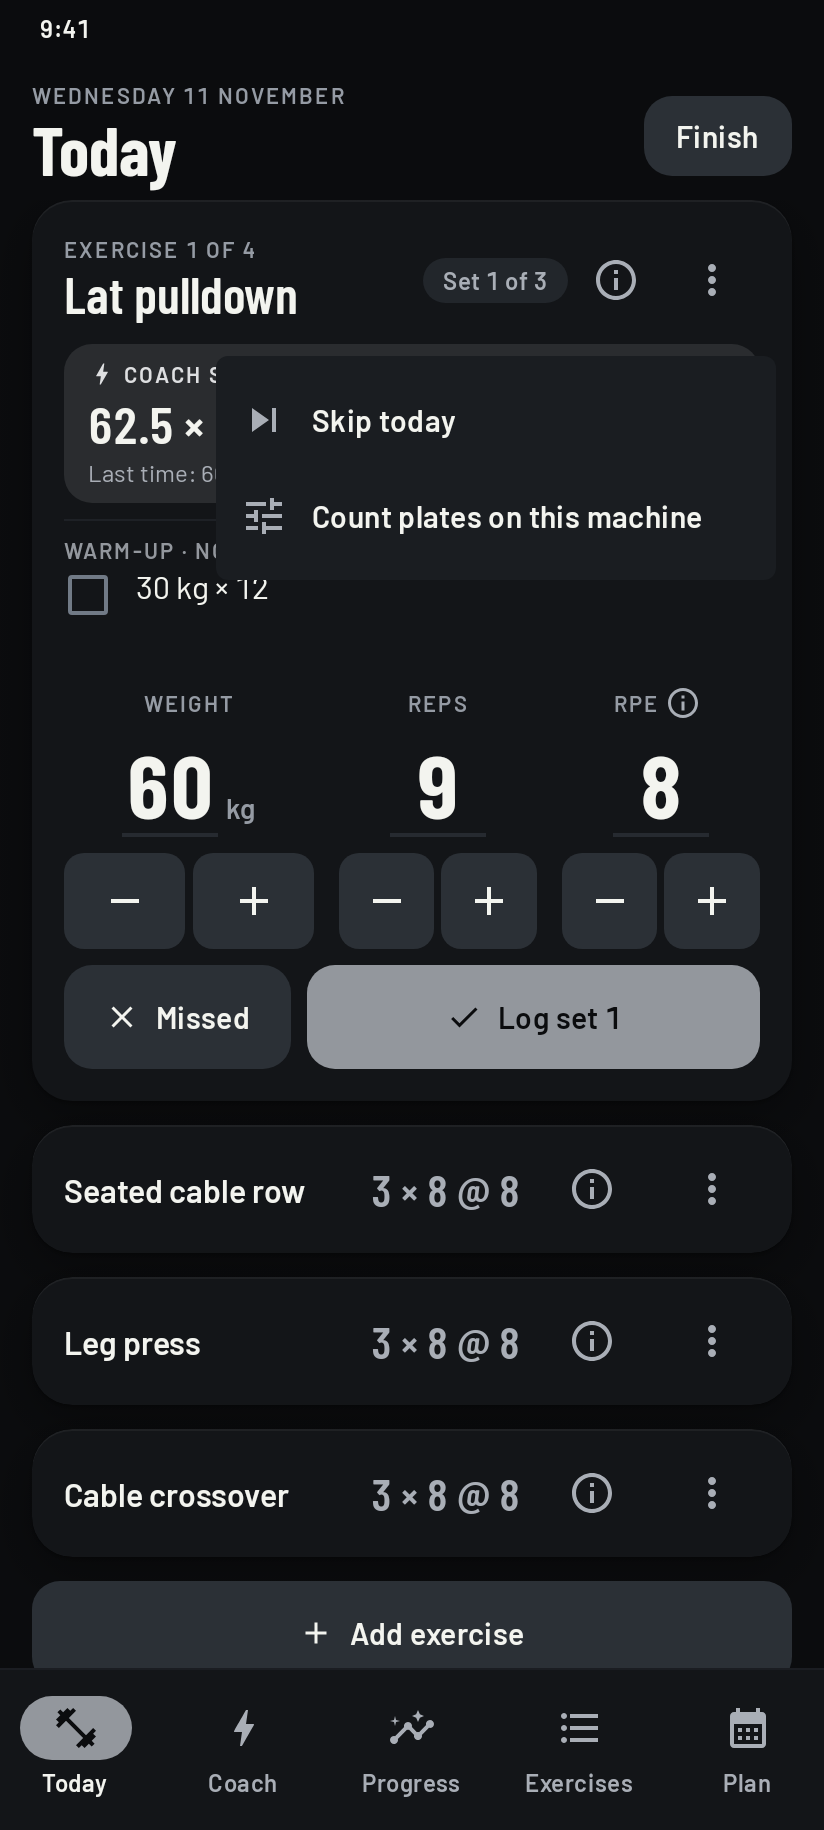 9:41
WEDNESDAY 11 NOVEMBER
Today
Finish
EXERCISE 1 OF 4
Lat pulldown
Set 1 of 3
COACH
62.5 ×
Last time:
Skip today
Count plates on this machine
WARM-UP ·
30 kg × 12
WEIGHT
REPS
RPE
60 kg
9
8
Missed
Log set 1
Seated cable row
3 × 8 @ 8
Leg press
3 × 8 @ 8
Cable crossover
3 × 8 @ 8
Add exercise
Today
Coach
Progress
Exercises
Plan